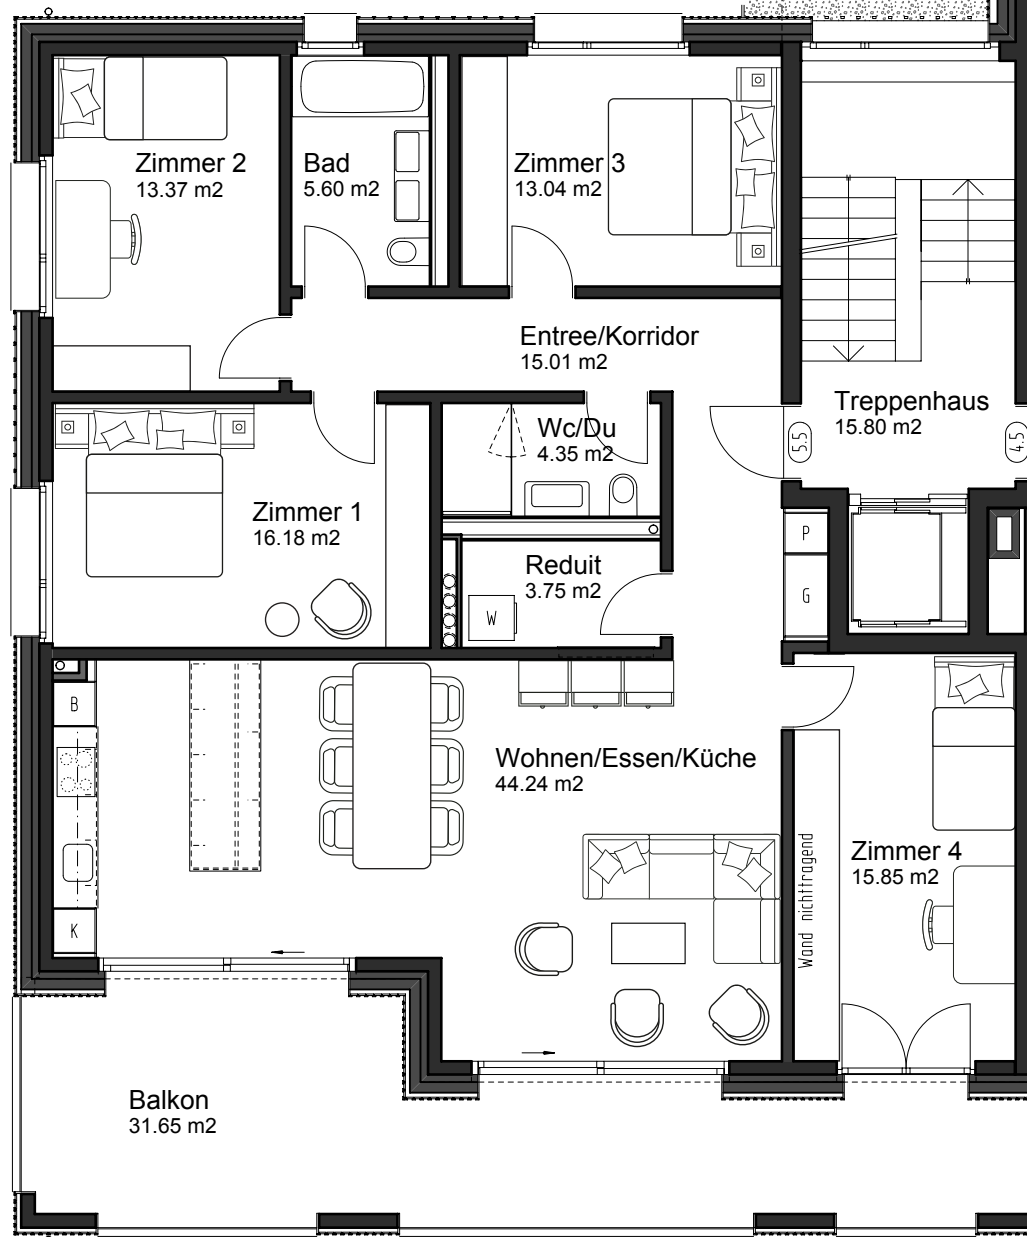 Zimmer 2
13.37 m2
Bad
5.60 m2
Zimmer 3
13.04 m2
Entree/Korridor
15.01 m2
Treppenhaus
15.80 m2
5.5
4.5
Wc/Du
4.35 m2
Zimmer 1
16.18 m2
Reduit
3.75 m2
W
P
G
B
K
Wohnen/Essen/Küche
44.24 m2
Wand nichttragend
Zimmer 4
15.85 m2
Balkon
31.65 m2